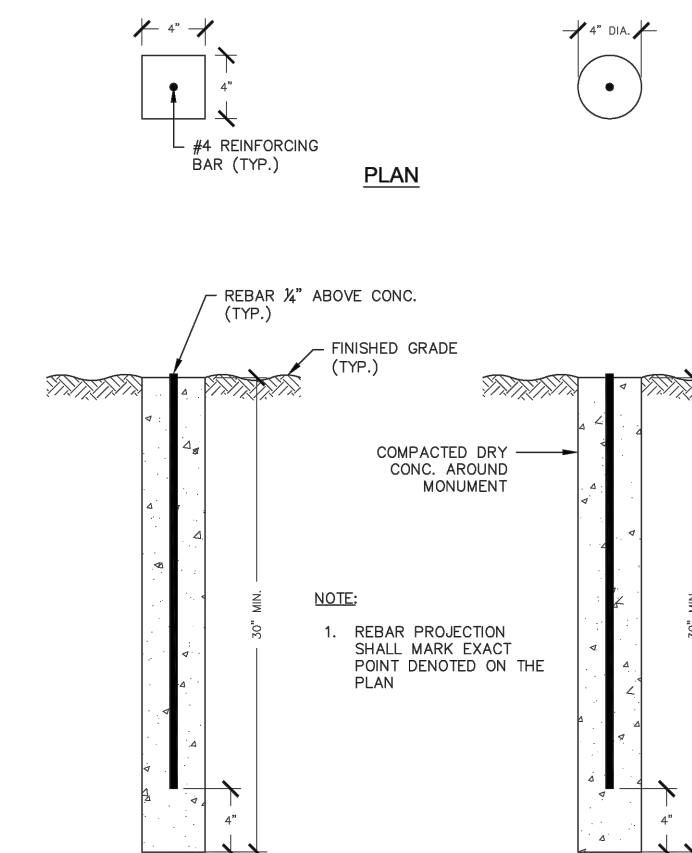 4"
4" DIA.
4"
#4 REINFORCING
BAR (TYP.)
PLAN
REBAR ¼" ABOVE CONC.
(TYP.)
FINISHED GRADE
(TYP.)
COMPACTED DRY
CONC. AROUND
MONUMENT
30" MIN.
30" MIN.
NOTE:
1. REBAR PROJECTION
SHALL MARK EXACT
POINT DENOTED ON THE
PLAN
4"
4"